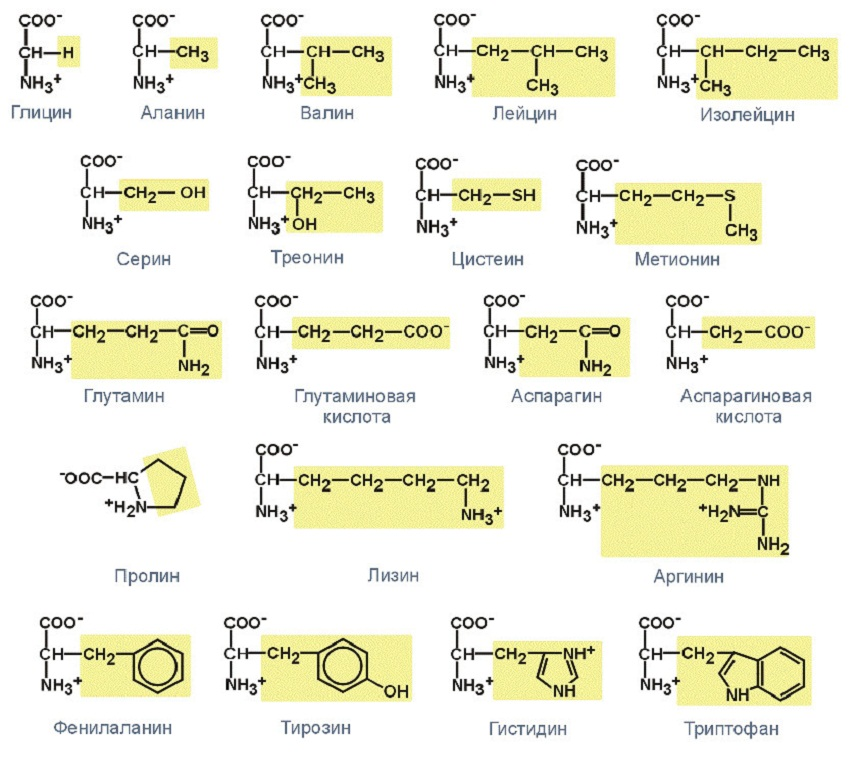 COO⁻ COO⁻ COO⁻ COO⁻ COO⁻
CH—H CH—CH₃ CH—CH—CH₃ CH—CH₂—CH—CH₃ CH—CH—CH₂—CH₃
NH₃⁺ NH₃⁺ NH₃⁺CH₃ NH₃⁺ CH₃ NH₃⁺CH₃
Глицин Аланин Валин Лейцин Изолейцин
COO⁻ COO⁻ COO⁻ COO⁻
CH—CH₂—OH CH—CH—CH₃ CH—CH₂—SH CH—CH₂—CH₂—S
NH₃⁺ NH₃⁺OH NH₃⁺ NH₃⁺ CH₃
Серин Треонин Цистеин Метионин
COO⁻ COO⁻ COO⁻ COO⁻
CH—CH₂—CH₂—C=O CH—CH₂—CH₂—COO⁻ CH—CH₂—C=O CH—CH₂—COO⁻
NH₃⁺ NH₂ NH₃⁺ NH₃⁺ NH₂ NH₃⁺
Глутамин Глутаминовая Аспарагин Аспарагиновая
кислота кислота
COO⁻ COO⁻
⁻OOC—HC CH—CH₂—CH₂—CH₂—CH₂ CH—CH₂—CH₂—CH₂—NH
⁺H₂N NH₃⁺ NH₃⁺ NH₃⁺ ⁺H₂N=C
NH₂
Пролин Лизин Аргинин
COO⁻ COO⁻ COO⁻ COO⁻
CH—CH₂ CH—CH₂ CH—CH₂ NH⁺ CH—CH₂
NH₃⁺ NH₃⁺ OH NH₃⁺ NH NH₃⁺ NH
Фенилаланин Тирозин Гистидин Триптофан